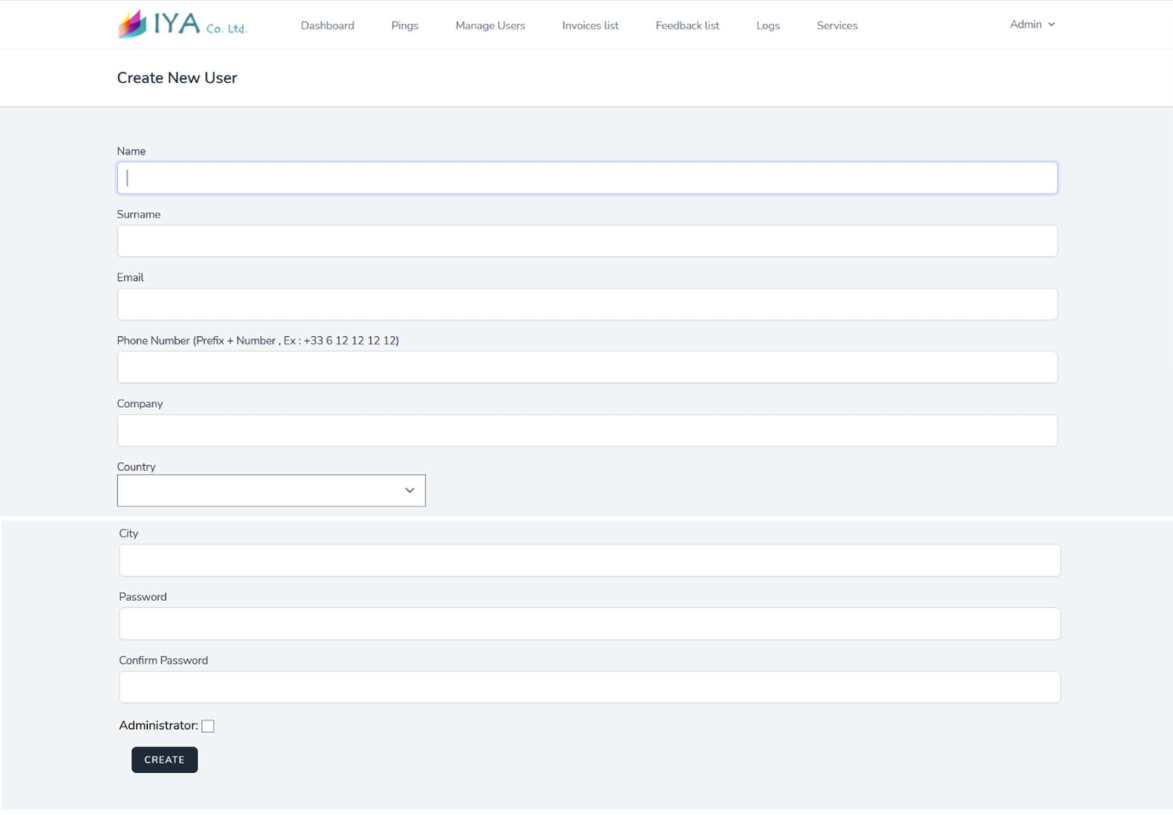 IYA Co. Ltd. Dashboard Pings Manage Users Invoices list Feedback list Logs Services Admin
Create New User
Name
Surname
Email
Phone Number (Prefix + Number , Ex : +33 6 12 12 12 12)
Company
Country
City
Password
Confirm Password
Administrator:
CREATE